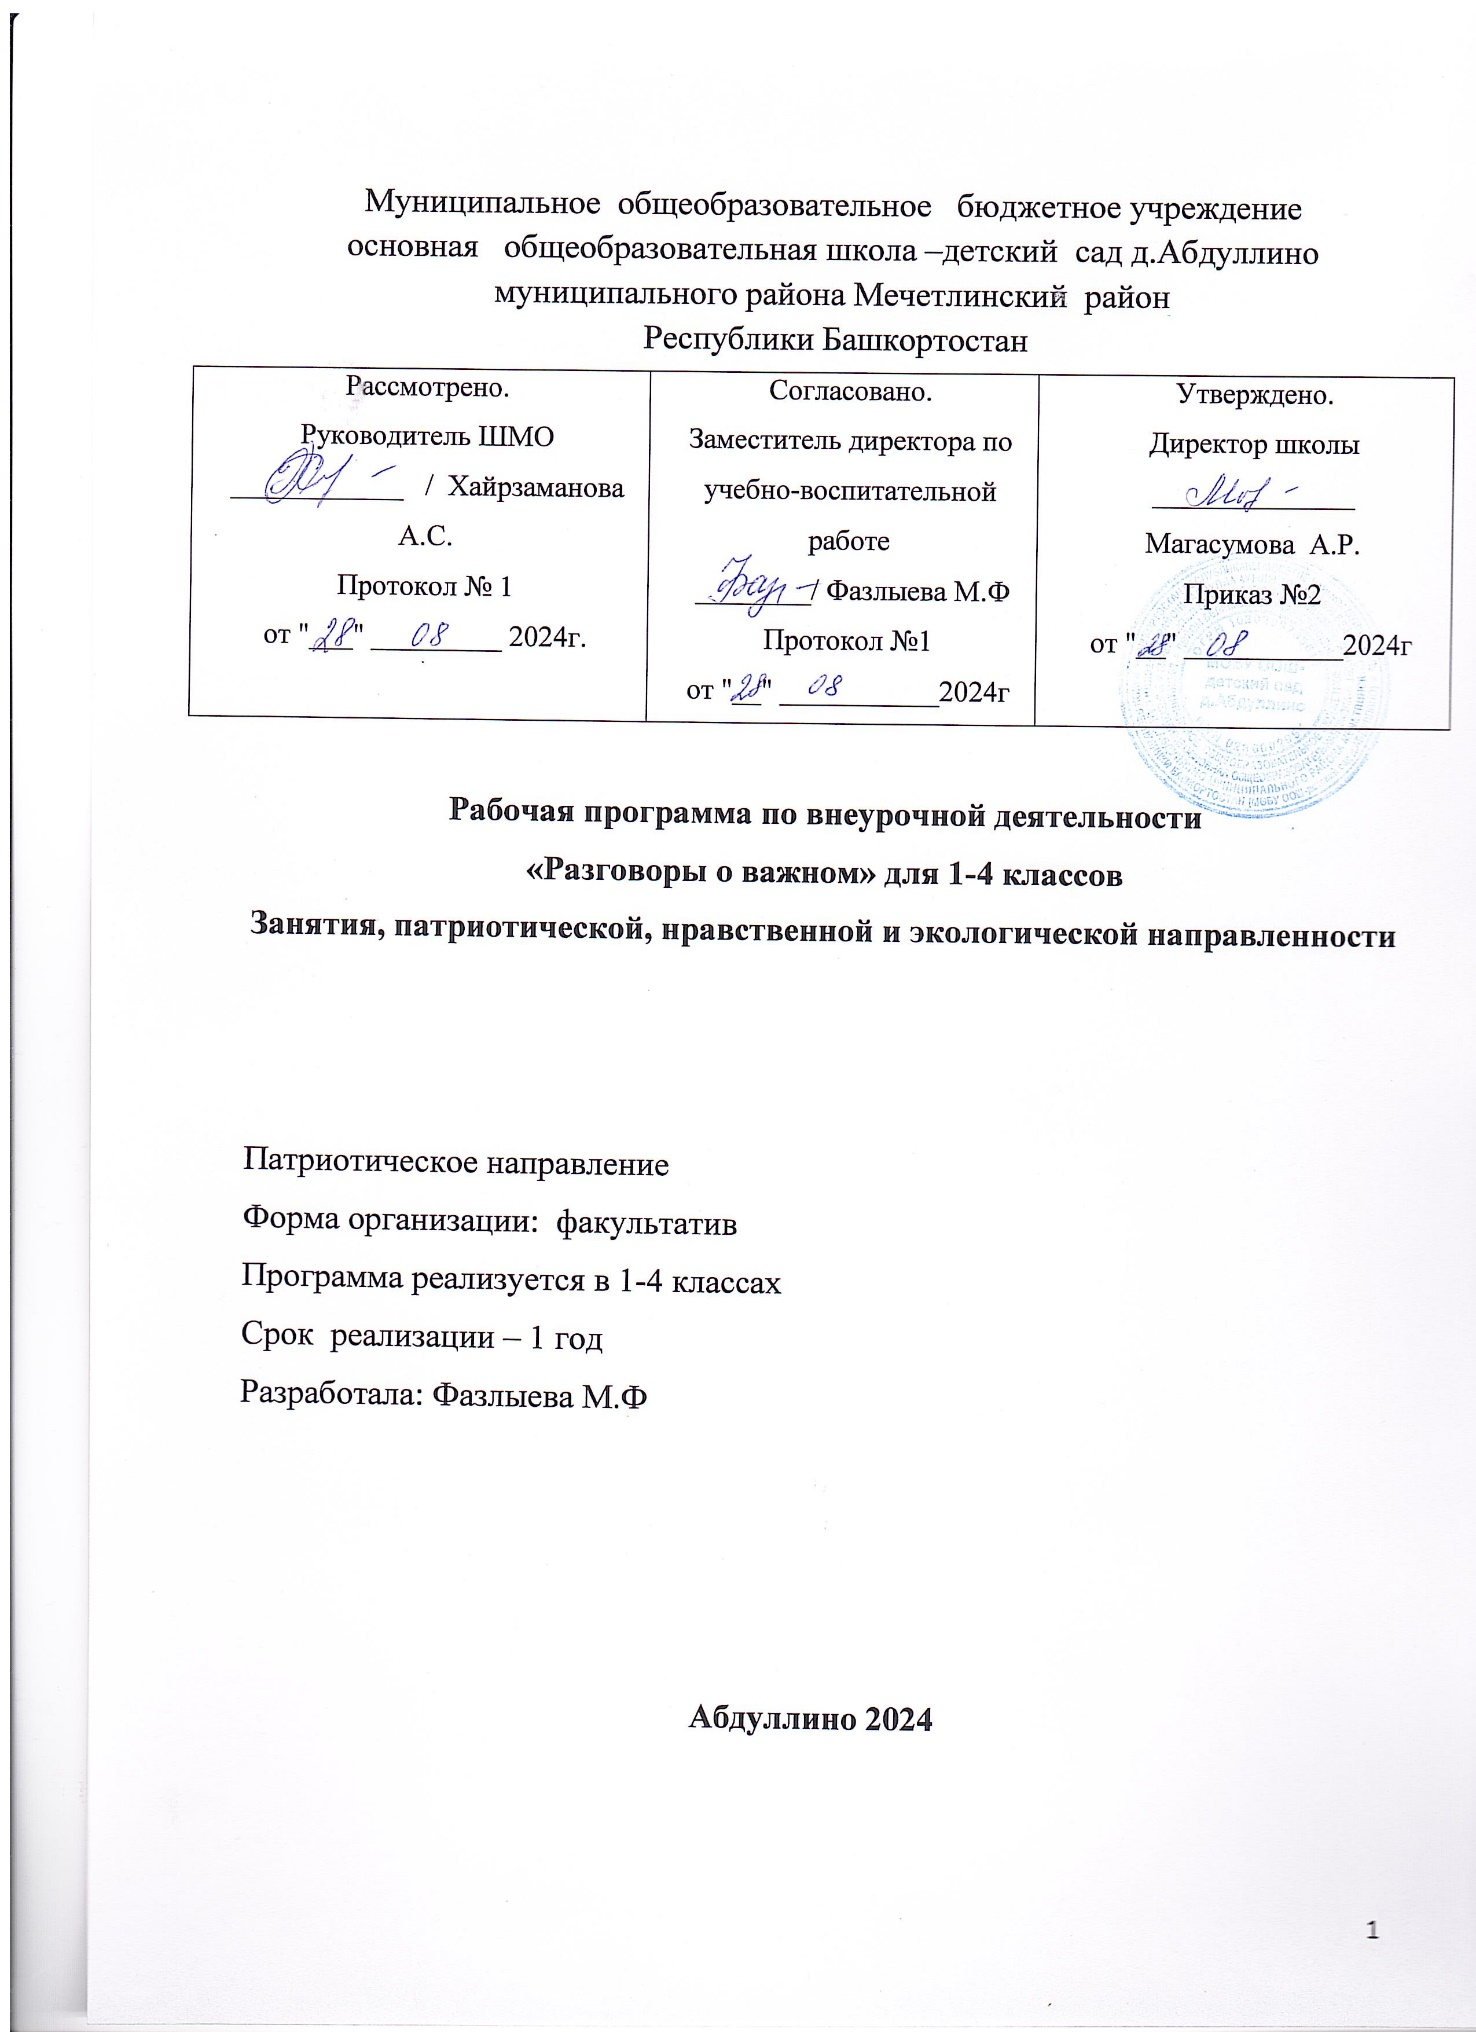 Муниципальное общеобразовательное бюджетное учреждение
основная общеобразовательная школа –детский сад д.Абдуллино
муниципального района Мечетлинский район
Республики Башкортостан
Рассмотрено.
Руководитель ШМО
/ Хайрзаманова
А.С.
Протокол № 1
от "28" 08 2024г.
Согласовано.
Заместитель директора по
учебно-воспитательной
работе
/ Фазлыева М.Ф
Протокол №1
от "28" 08 2024г
Утверждено.
Директор школы
Магасумова А.Р.
Приказ №2
от "28" 08 2024г
детский сад
д.Абдуллино
Рабочая программа по внеурочной деятельности
«Разговоры о важном» для 1-4 классов
Занятия, патриотической, нравственной и экологической направленности
Патриотическое направление
Форма организации: факультатив
Программа реализуется в 1-4 классах
Срок реализации – 1 год
Разработала: Фазлыева М.Ф
Абдуллино 2024
1